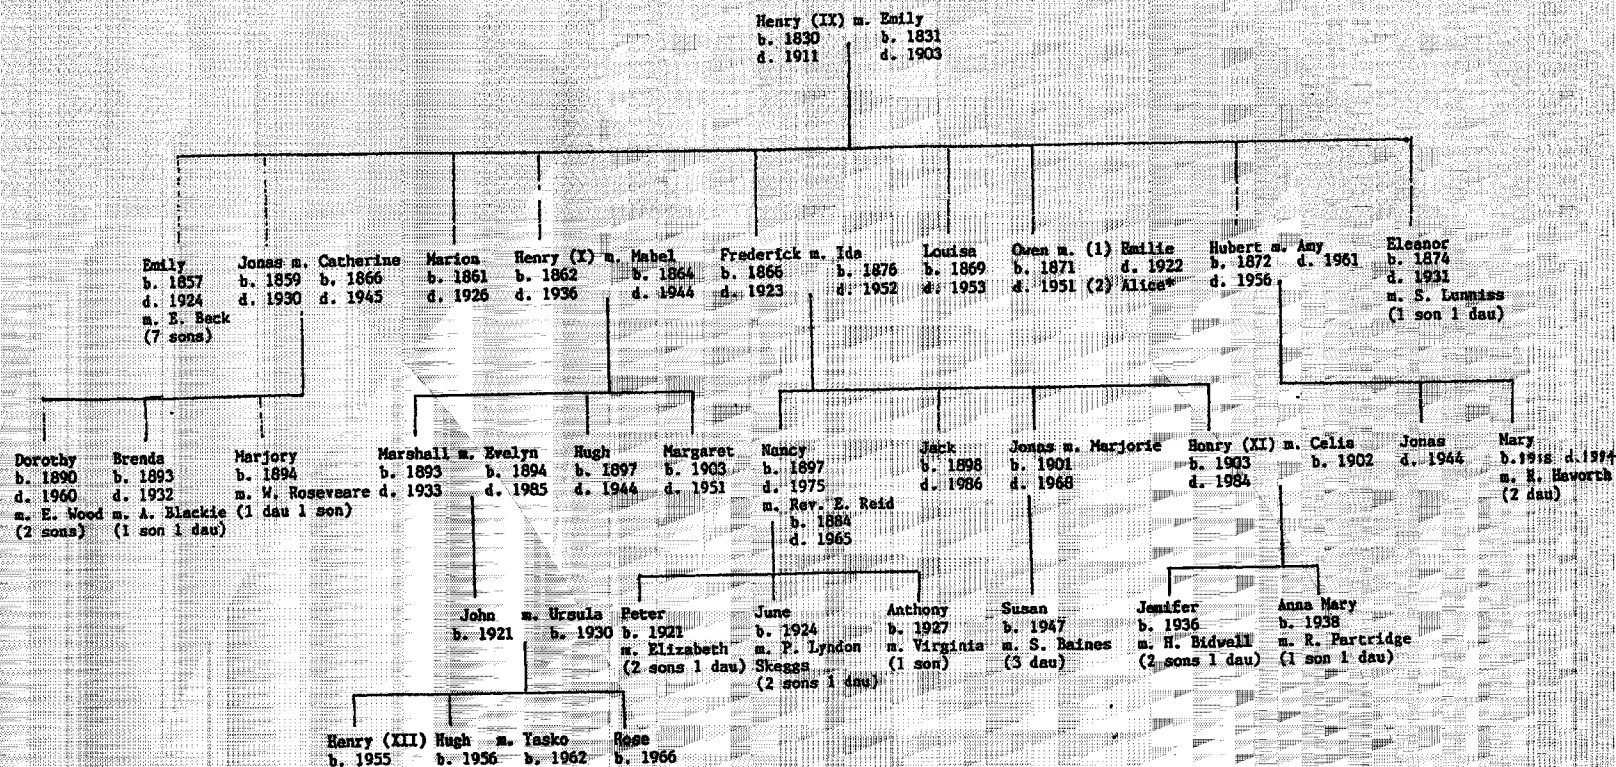 Henry (IX) m. Emily
b. 1830 b. 1831
d. 1911 d. 1903
Emily
b. 1857
d. 1924
m. E. Beck
(7 sons)
Jonas m. Catherine
b. 1859 b. 1866
d. 1930 d. 1945
Marion
b. 1861
d. 1926
Henry (X) m. Mabel
b. 1862 b. 1864
d. 1936 d. 1944
Frederick m. Ida
b. 1866 b. 1876
d. 1923 d. 1952
Louisa
b. 1869
d. 1953
Owen m. (1) Emilie
b. 1871 d. 1922
d. 1951 (2) Alice*
Hubert m. Amy
b. 1872 d. 1961
d. 1956
Eleanor
b. 1874
d. 1931
m. S. Lunniss
(1 son 1 dau)
Dorothy
b. 1890
d. 1960
m. E. Wood
(2 sons)
Brenda
b. 1893
d. 1932
m. A. Blackie
(1 son 1 dau)
Marjory
b. 1894
m. W. Roseveare
(1 dau 1 son)
Marshall m. Evelyn
b. 1893 b. 1894
d. 1933 d. 1985
Hugh
b. 1897
d. 1944
Margaret
b. 1903
d. 1951
Nancy
b. 1897
d. 1975
m. Rev. E. Reid
b. 1884
d. 1965
Jack
b. 1898
d. 1986
Jonas m. Marjorie
b. 1901
d. 1968
Henry (XI) m. Celia
b. 1903 b. 1902
d. 1984
Jonas
d. 1944
Mary
b. 1918 d.
m. R. Haworth
(2 dau)
John m. Ursula
b. 1921 b. 1930
Peter
b. 1921
m. Elizabeth
(2 sons 1 dau)
June
b. 1924
m. P. Lyndon
Skeggs
(2 sons 1 dau)
Anthony
b. 1927
m. Virginia
(1 son)
Susan
b. 1947
m. S. Baines
(3 dau)
Jenifer
b. 1936
m. H. Bidwell
(2 sons 1 dau)
Anna Mary
b. 1938
m. R. Partridge
(1 son 1 dau)
Henry (XII)
b. 1955
Hugh m. Yasko
b. 1956 b. 1962
Rose
b. 1966